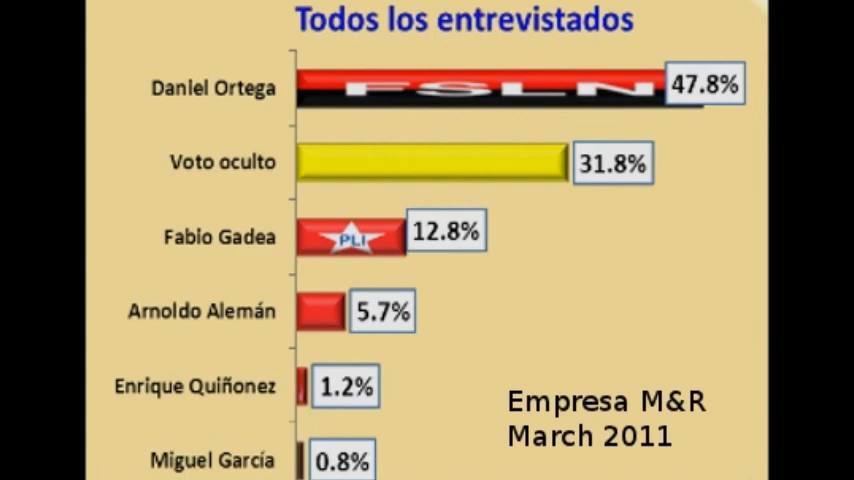 Todos los entrevistados
Daniel Ortega
FSLN
47.8%
Voto oculto
31.8%
Fabio Gadea
PLI
12.8%
Arnoldo Alemán
5.7%
Enrique Quiñonez
1.2%
Miguel García
0.8%
Empresa M&R
March 2011